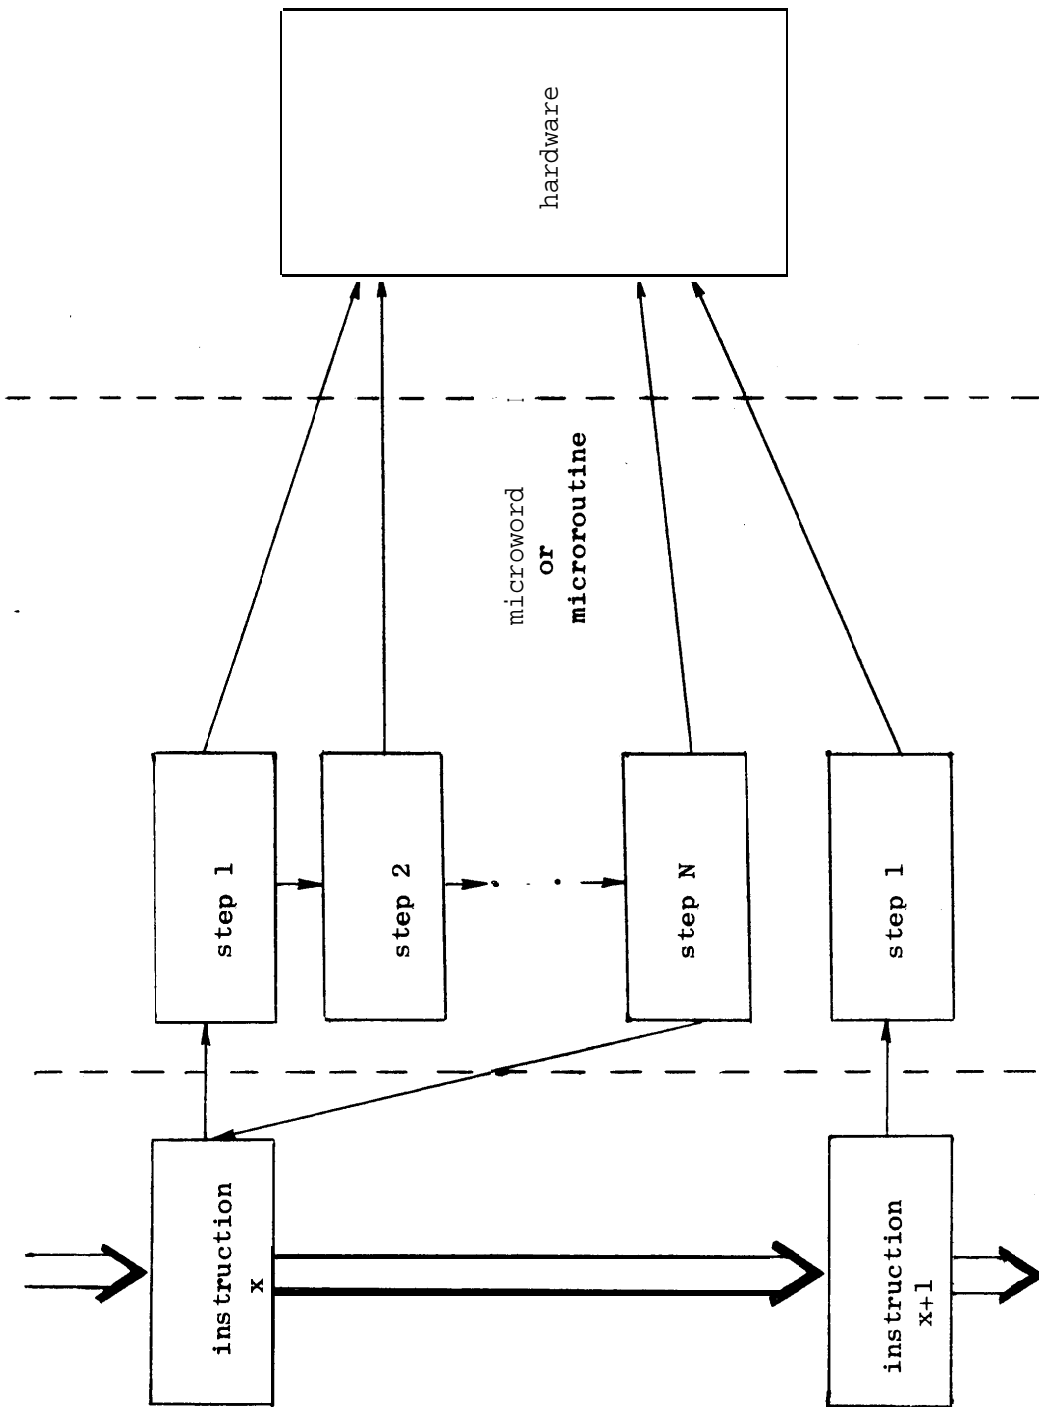 hardware
microword
or
microroutine
step 1
step 2
step N
step 1
instruction
x
instruction
x+1